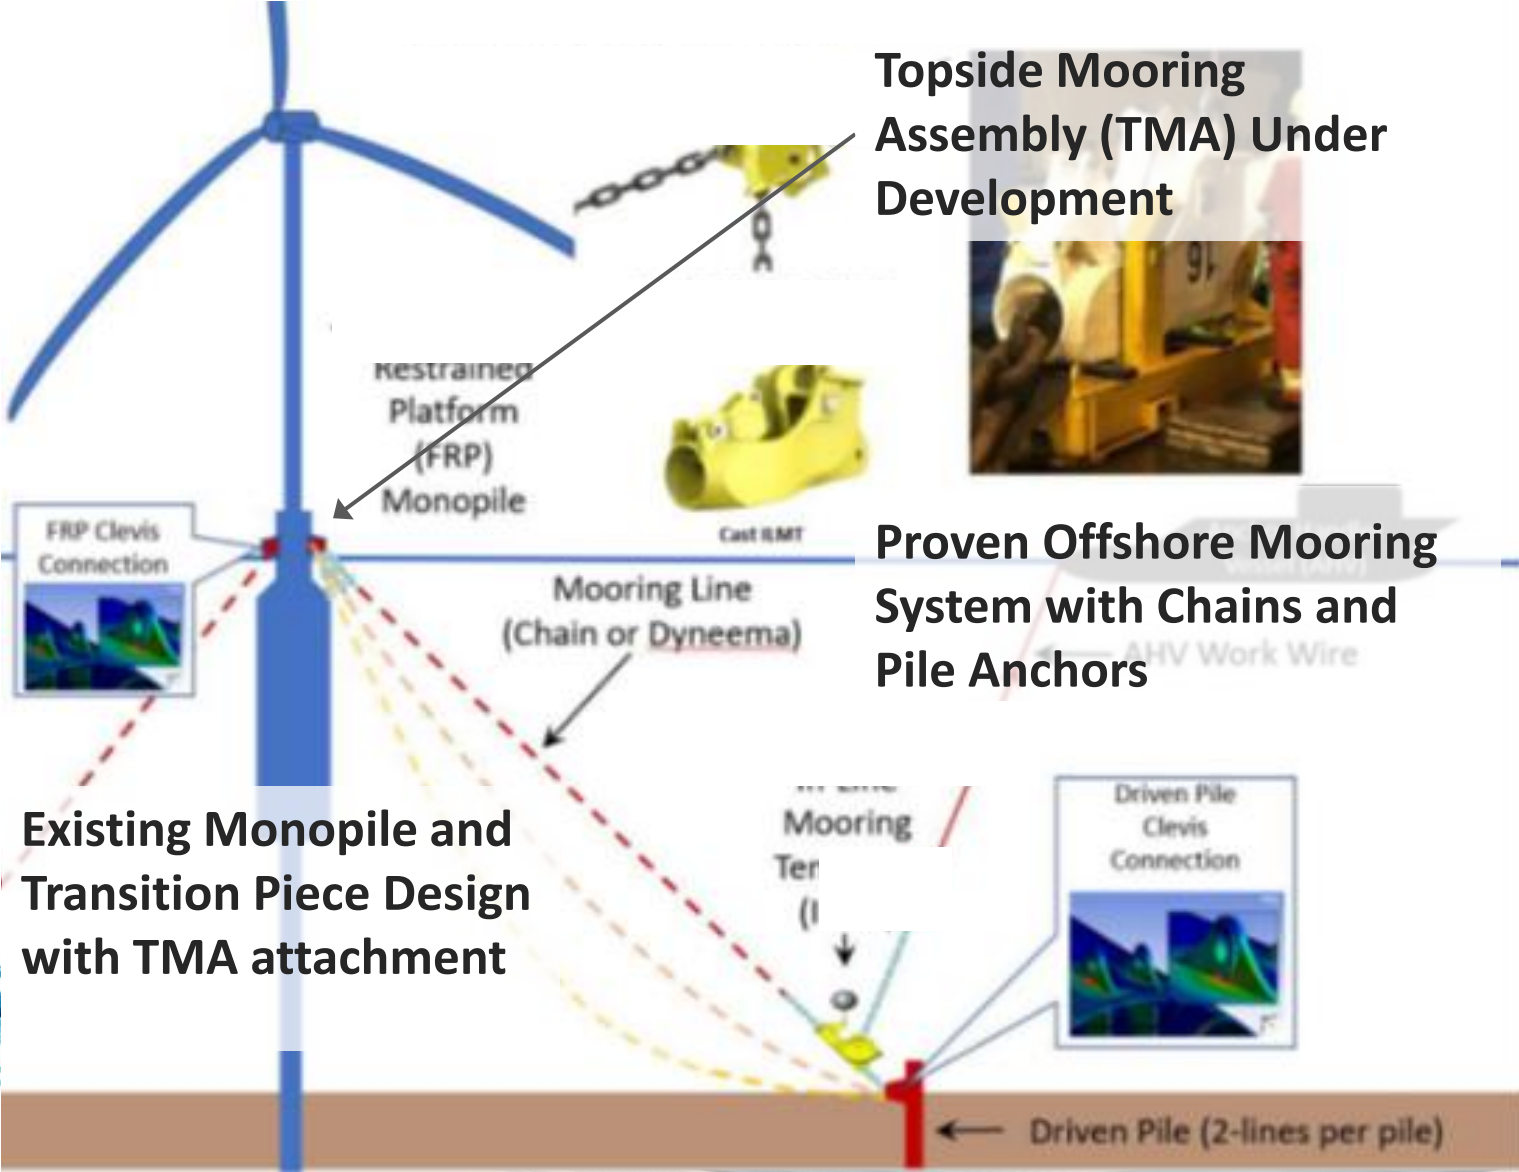 Topside Mooring
Assembly (TMA) Under
Development
Restrained
Platform
(FRP)
Monopile
FRP Clevis
Connection
Cast ILMT
Mooring Line
(Chain or Dyneema)
Proven Offshore Mooring
System with Chains and
Pile Anchors
AHV Work Wire
Existing Monopile and
Transition Piece Design
with TMA attachment
In-Line
Mooring
Driven Pile
Clevis
Connection
Driven Pile (2-lines per pile)